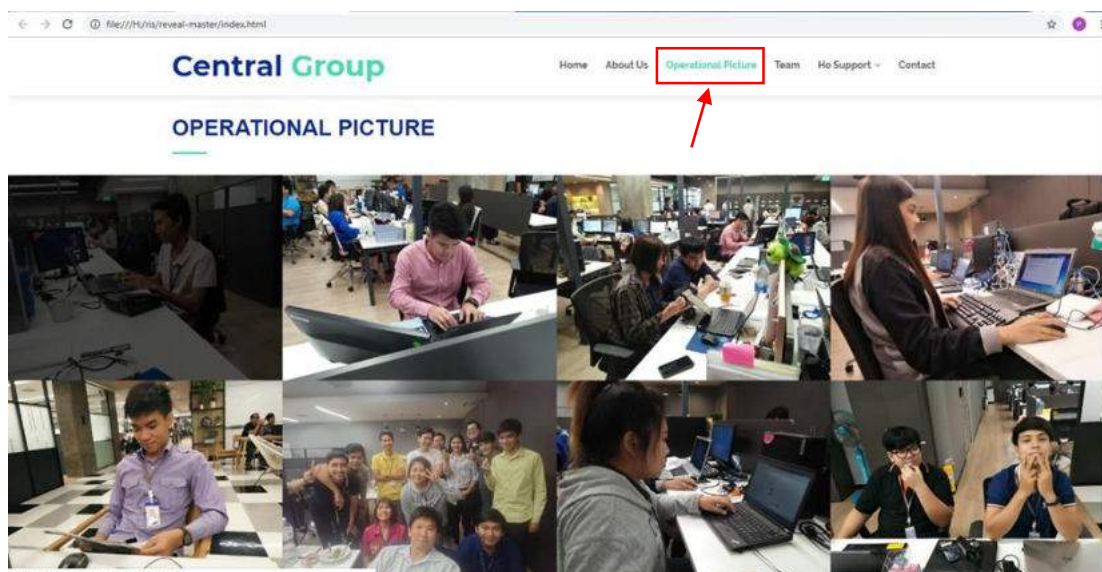 file:///H:/ris/reveal-master/index.html
Central Group
Home About Us Operational Picture Team Ho Support Contact
OPERATIONAL PICTURE